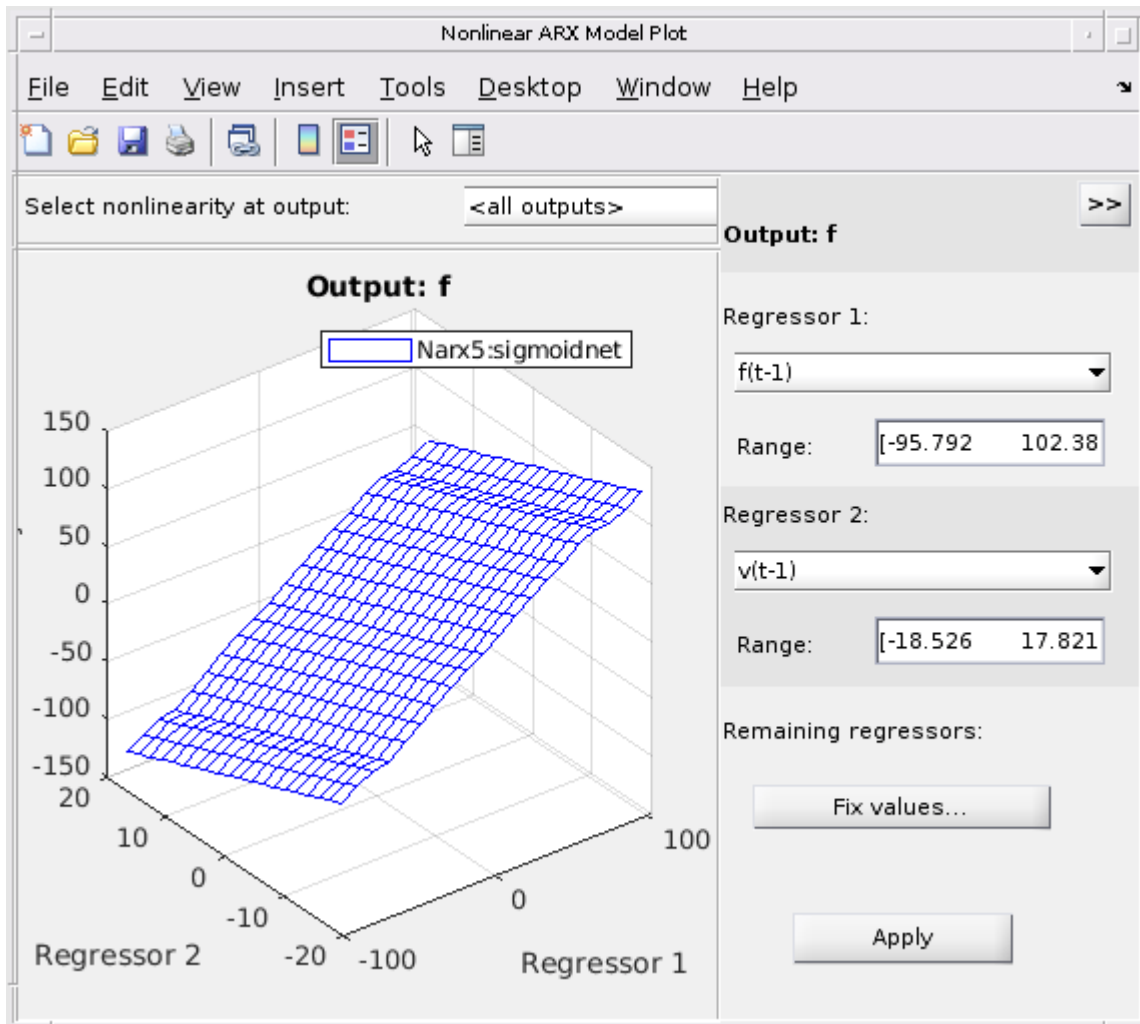 Nonlinear ARX Model Plot
File Edit View Insert Tools Desktop Window Help
Select nonlinearity at output: <all outputs>
>>
Output: f
Output: f
Narx5:sigmoidnet
150
100
50
0
-50
-100
-150
20
10
0
-10
-20
-100
0
100
Regressor 2
Regressor 1
Regressor 1:
f(t-1)
Range: [-95.792 102.38
Regressor 2:
v(t-1)
Range: [-18.526 17.821
Remaining regressors:
Fix values...
Apply